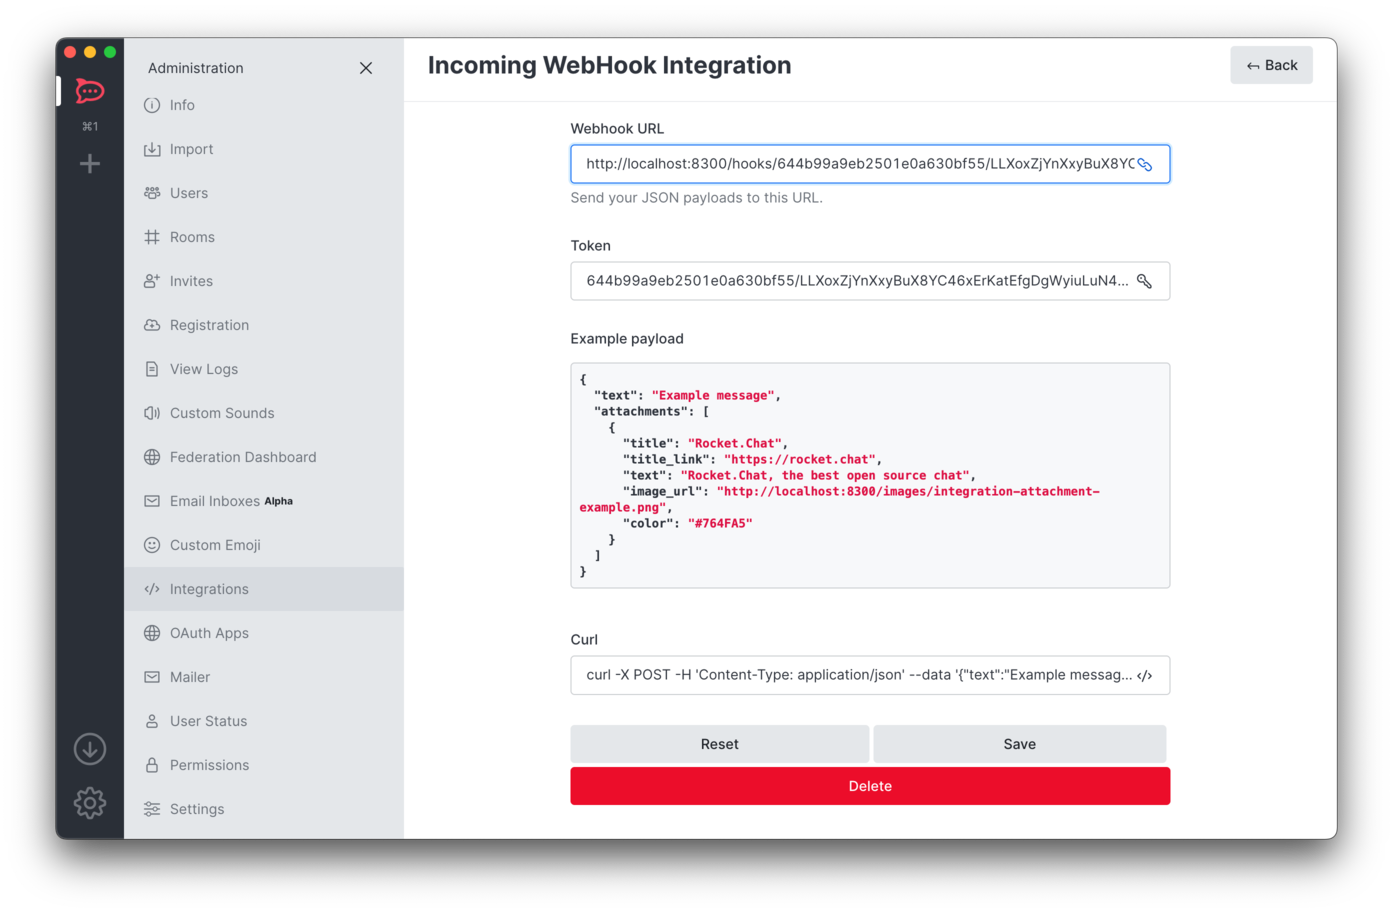 Administration
⌘1
Info
Import
Users
Rooms
Invites
Registration
View Logs
Custom Sounds
Federation Dashboard
Email Inboxes Alpha
Custom Emoji
Integrations
OAuth Apps
Mailer
User Status
Permissions
Settings
Incoming WebHook Integration
Back
Webhook URL
http://localhost:8300/hooks/644b99a9eb2501e0a630bf55/LLXoxZjYnXxyBuX8YC
Send your JSON payloads to this URL.
Token
644b99a9eb2501e0a630bf55/LLXoxZjYnXxyBuX8YC46xErKatEfgDgWyiuLuN4...
Example payload
{
  "text": "Example message",
  "attachments": [
    {
      "title": "Rocket.Chat",
      "title_link": "https://rocket.chat",
      "text": "Rocket.Chat, the best open source chat",
      "image_url": "http://localhost:8300/images/integration-attachment-
example.png",
      "color": "#764FA5"
    }
  ]
}
Curl
curl -X POST -H 'Content-Type: application/json' --data '{"text":"Example messag...
Reset
Save
Delete